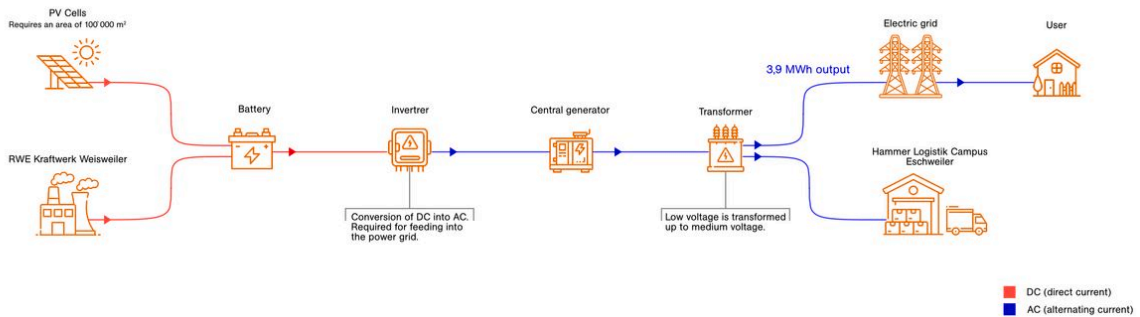 PV Cells
Requires an area of 100'000 m²
RWE Kraftwerk Weisweiler
Battery
Invertrer
Conversion of DC into AC.
Required for feeding into
the power grid.
Central generator
Transformer
Low voltage is transformed
up to medium voltage.
3,9 MWh output
Electric grid
User
Hammer Logistik Campus
Eschweiler
DC (direct current)
AC (alternating current)